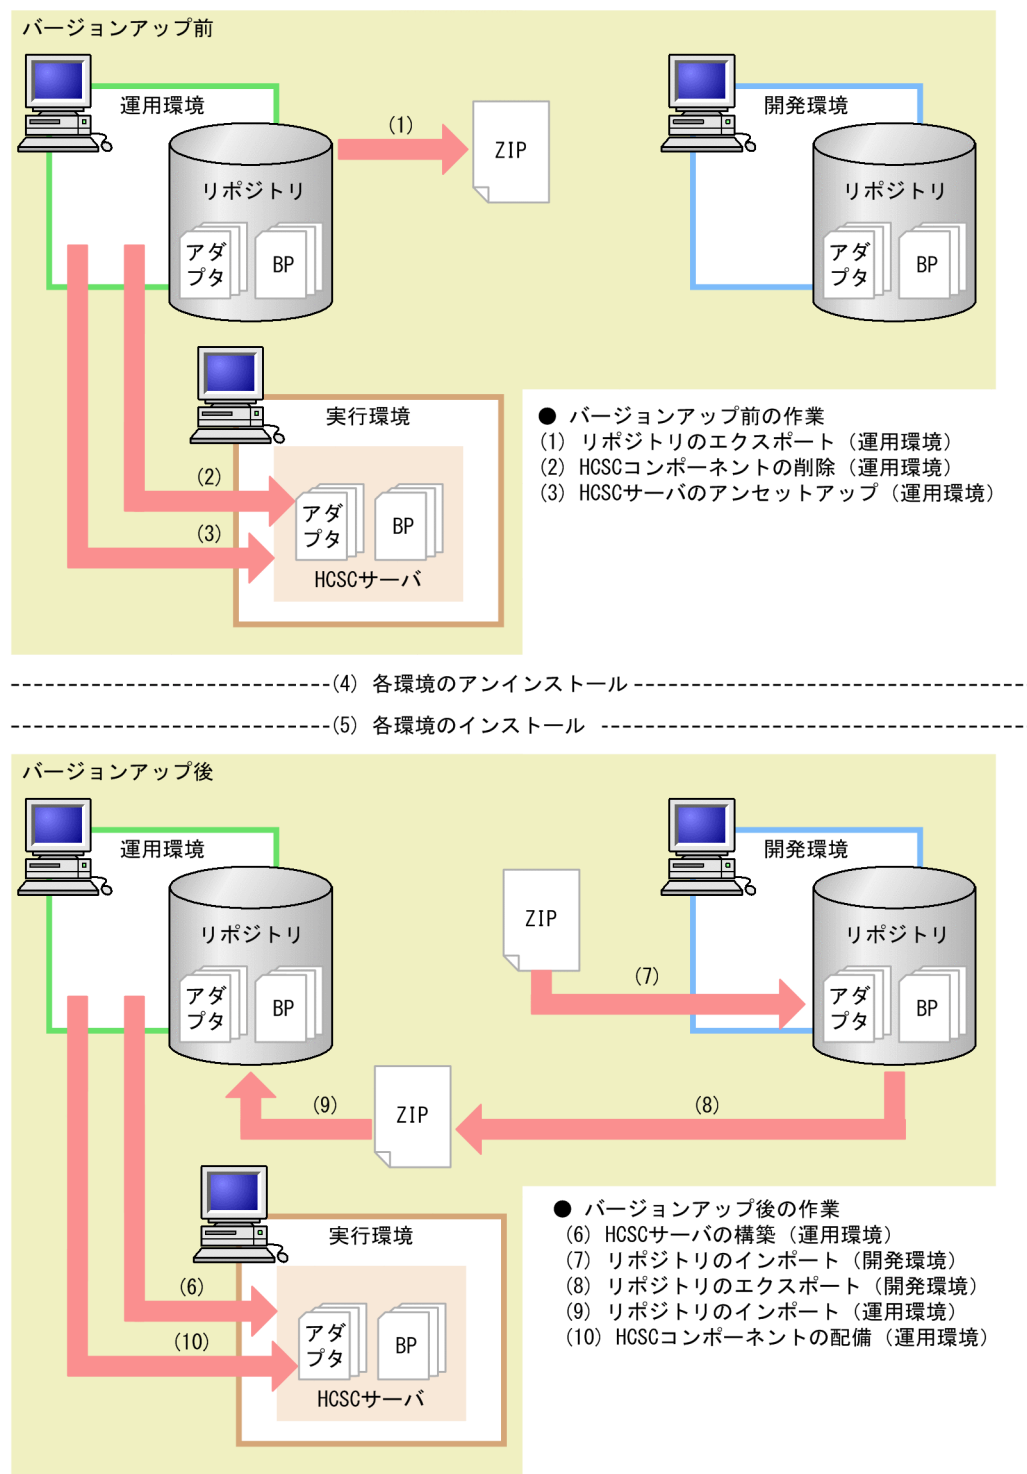 バージョンアップ前
運用環境
(1)
ZIP
開発環境
リポジトリ
アダ
プタ
BP
リポジトリ
アダ
プタ
BP
実行環境
(2)
(3)
アダ
プタ
BP
HCSCサーバ
● バージョンアップ前の作業
(1) リポジトリのエクスポート(運用環境)
(2) HCSCコンポーネントの削除(運用環境)
(3) HCSCサーバのアンセットアップ(運用環境)
(4) 各環境のアンインストール
(5) 各環境のインストール
バージョンアップ後
運用環境
開発環境
リポジトリ
アダ
プタ
BP
ZIP
(7)
リポジトリ
アダ
プタ
BP
(9)
ZIP
(8)
実行環境
(6)
(10)
アダ
プタ
BP
HCSCサーバ
● バージョンアップ後の作業
(6) HCSCサーバの構築(運用環境)
(7) リポジトリのインポート(開発環境)
(8) リポジトリのエクスポート(開発環境)
(9) リポジトリのインポート(運用環境)
(10) HCSCコンポーネントの配備(運用環境)